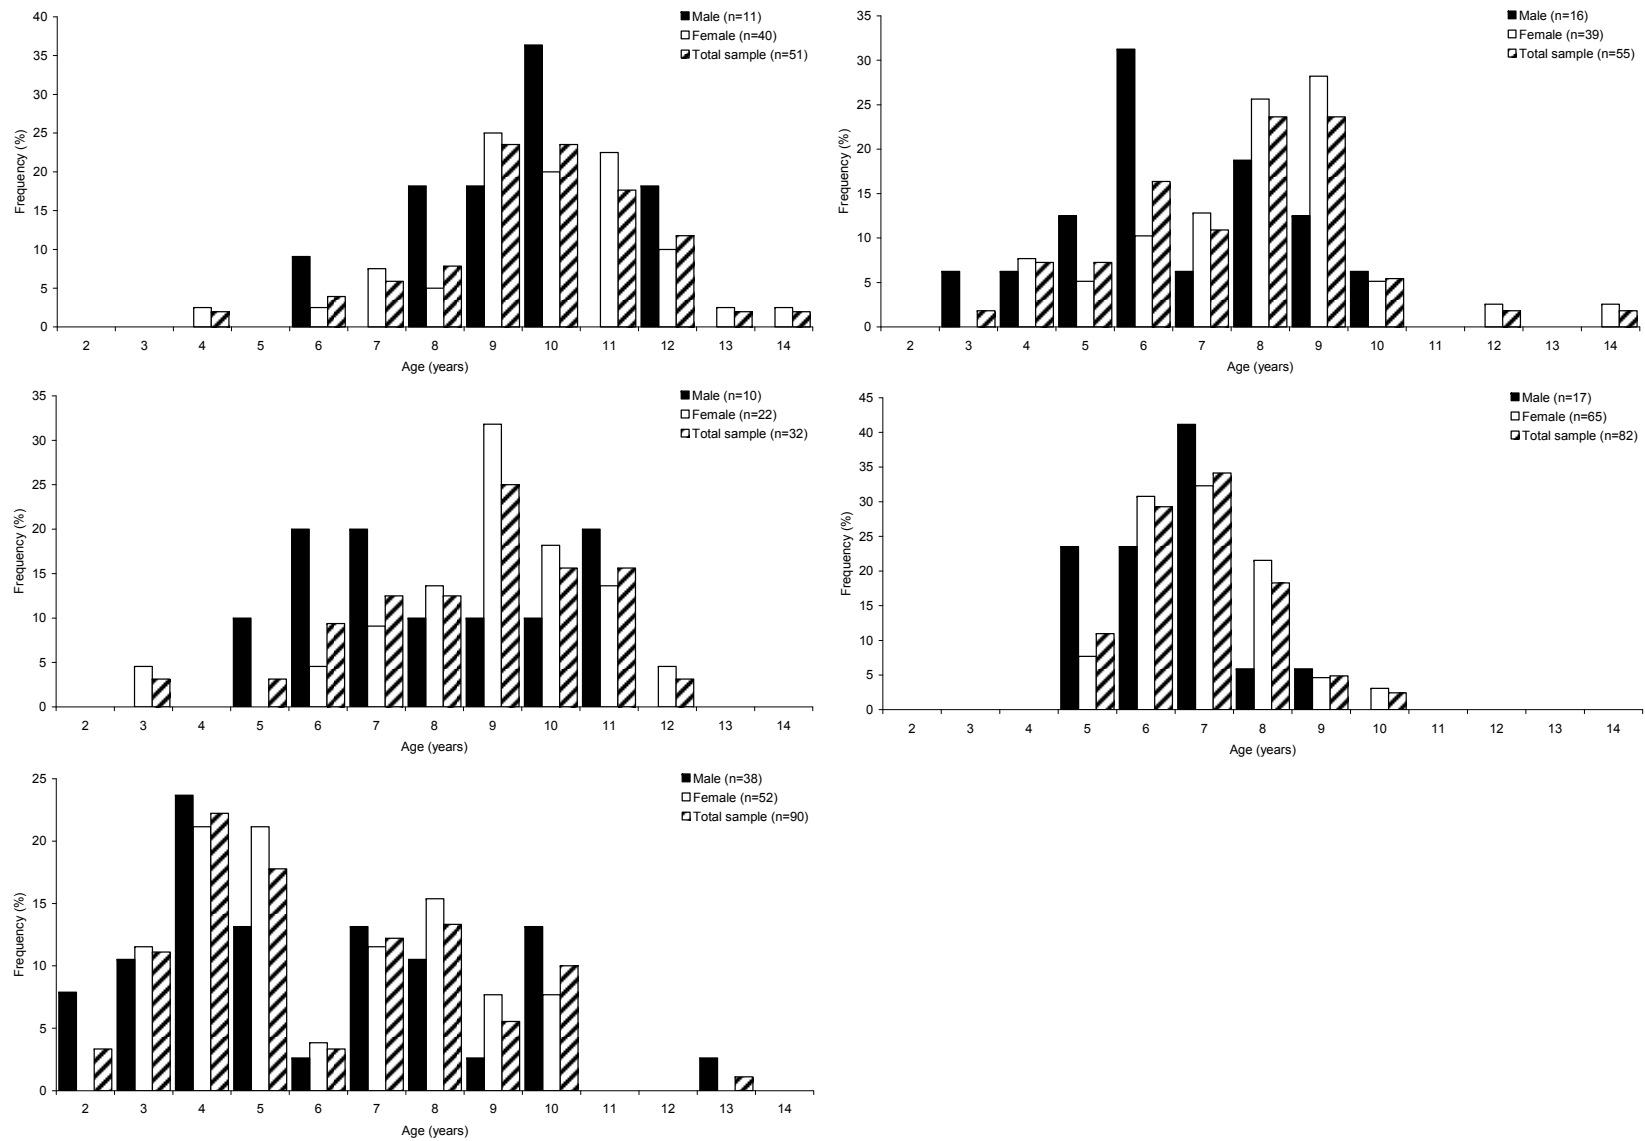 Male (n=11)
Female (n=40)
Total sample (n=51)
Frequency (%)
40
35
30
25
20
15
10
5
0
2 3 4 5 6 7 8 9 10 11 12 13 14
Age (years)
Male (n=16)
Female (n=39)
Total sample (n=55)
Frequency (%)
35
30
25
20
15
10
5
0
2 3 4 5 6 7 8 9 10 11 12 13 14
Age (years)
Male (n=10)
Female (n=22)
Total sample (n=32)
Frequency (%)
35
30
25
20
15
10
5
0
2 3 4 5 6 7 8 9 10 11 12 13 14
Age (years)
Male (n=17)
Female (n=65)
Total sample (n=82)
Frequency (%)
45
40
35
30
25
20
15
10
5
0
2 3 4 5 6 7 8 9 10 11 12 13 14
Age (years)
Male (n=38)
Female (n=52)
Total sample (n=90)
Frequency (%)
25
20
15
10
5
0
2 3 4 5 6 7 8 9 10 11 12 13 14
Age (years)